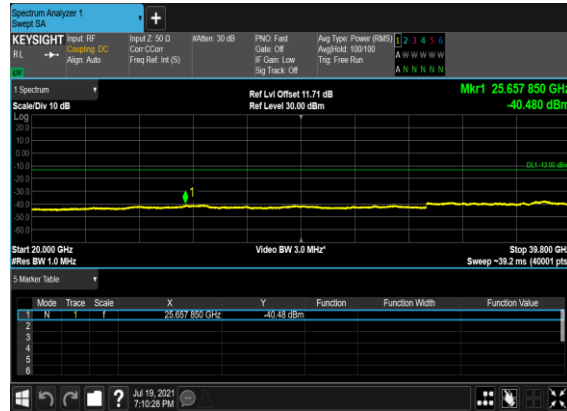 Spectrum Analyzer 1
Swept SA
+
KEYSIGHT Input: RF Input Z: 50 Ω #Atten: 30 dB PNO: Fast Avg Type: Power (RMS) 1 2 3 4 5 6
RL Coupling: DC Corr CCorr Gate: Off Avg|Hold: 100/100 A W W W W W
Align: Auto Freq Ref: Int (S) IF Gain: Low Trig: Free Run
Sig Track: Off A N N N N N
1 Spectrum
Ref Lvl Offset 11.71 dB Mkr1 25.657 850 GHz
Scale/Div 10 dB Ref Level 30.00 dBm -40.480 dBm
Log
20.0
10.0
0.00
-10.0
DL1 -13.00 dBm
-20.0
-30.0
1
-40.0
-50.0
-60.0
Start 20.000 GHz Video BW 3.0 MHz* Stop 39.800 GHz
#Res BW 1.0 MHz Sweep ~39.2 ms (40001 pts)
5 Marker Table
Mode Trace Scale X Y Function Function Width Function Value
1 N 1 f 25.657 850 GHz -40.48 dBm
2
3
4
5
6
? Jul 19, 2021
7:10:28 PM